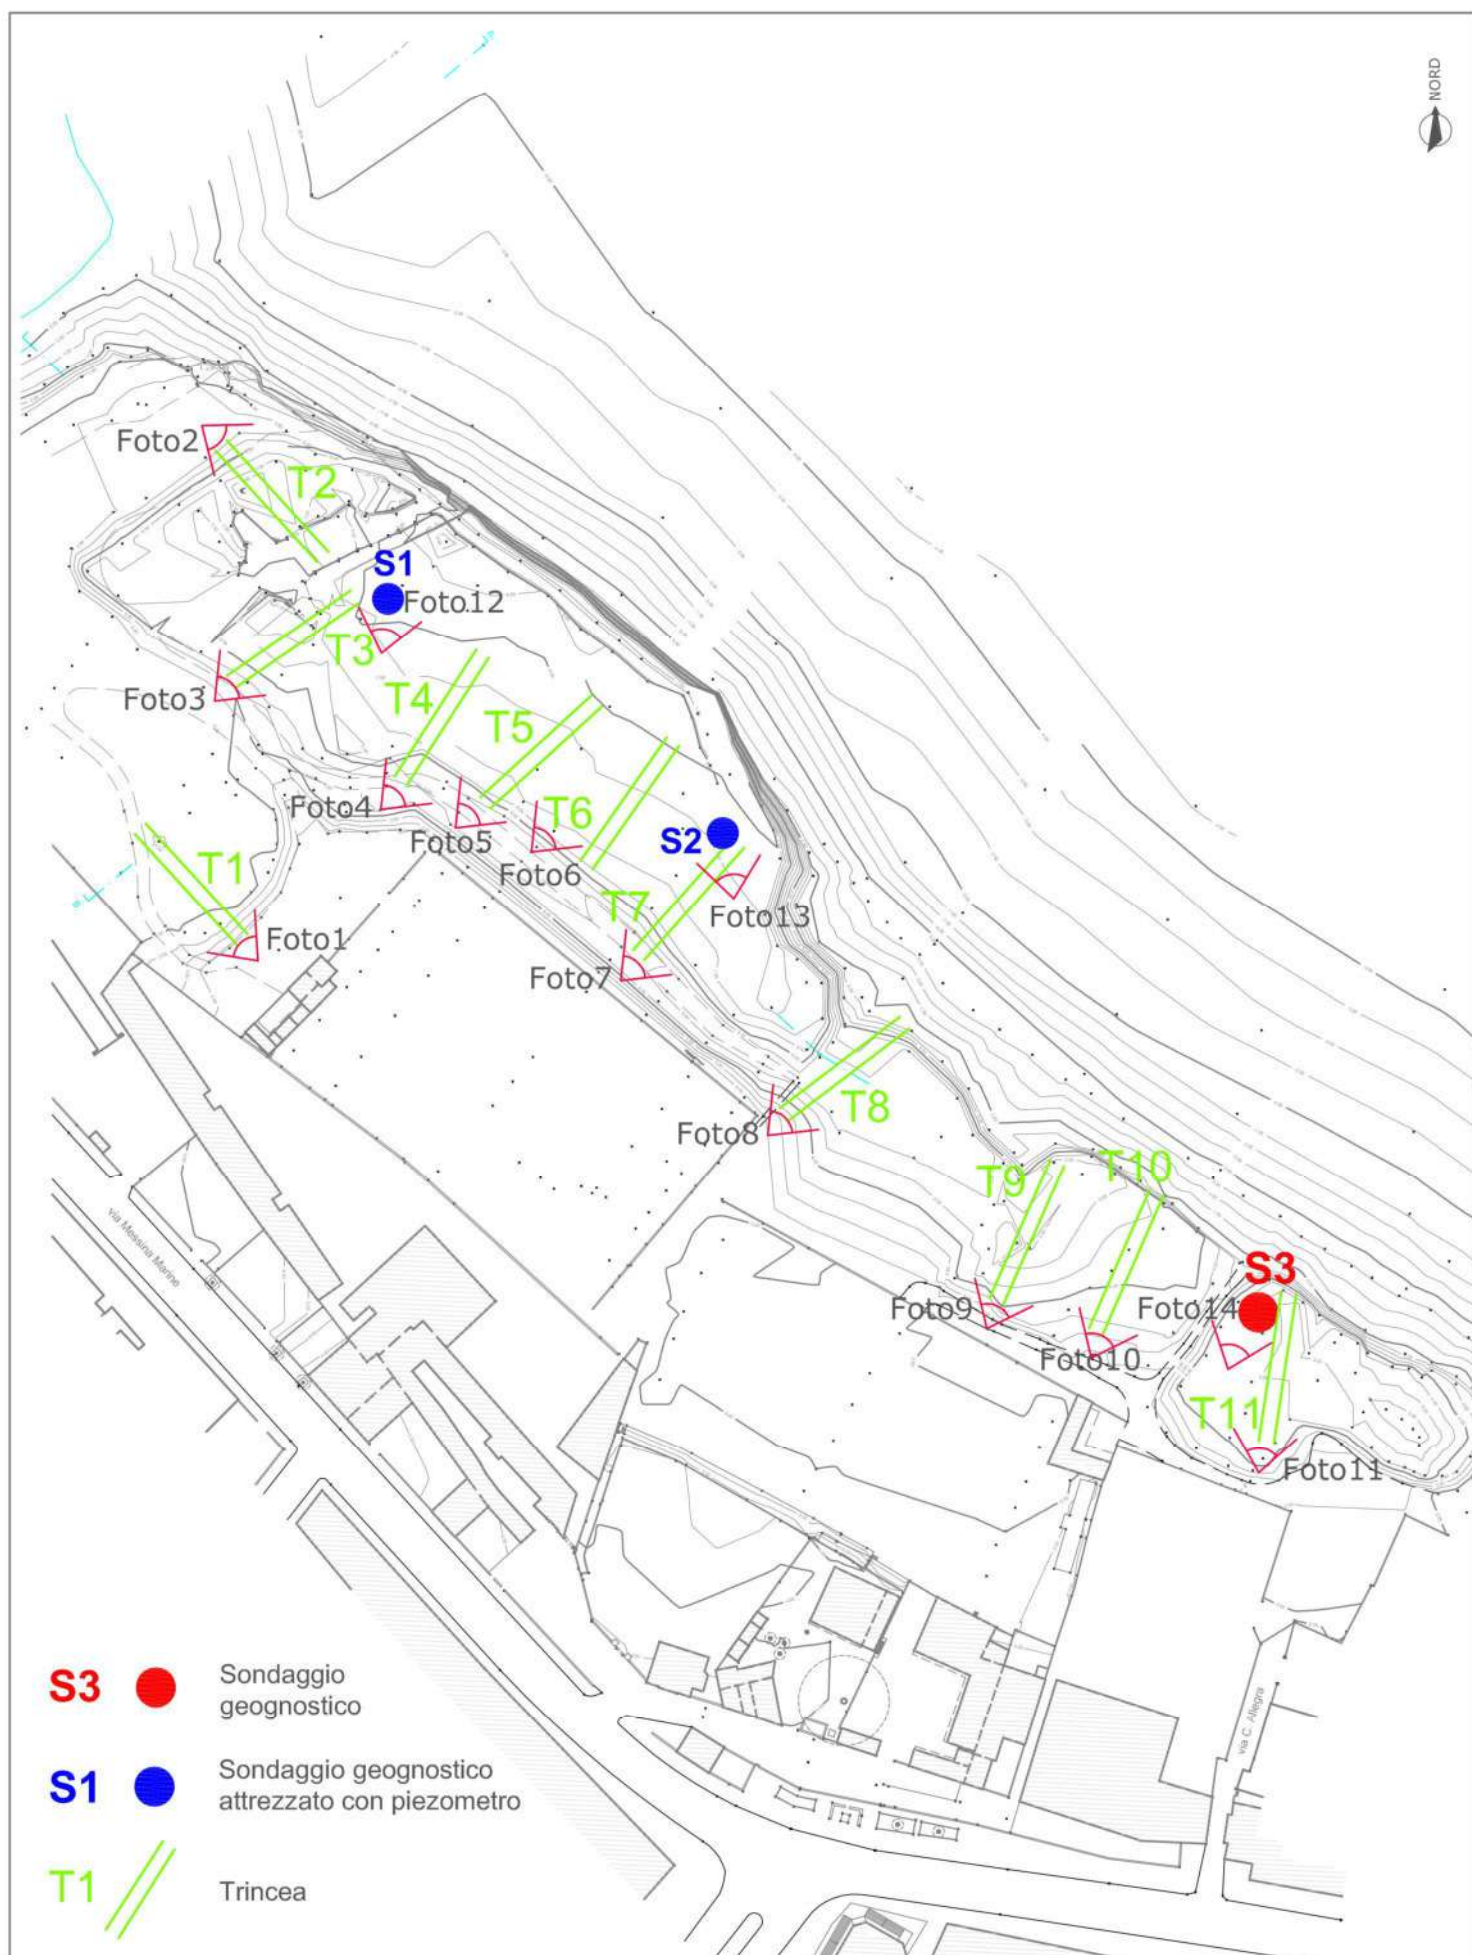 NORD
Foto2
T2
S1
Foto12
T3
Foto3
T4
T5
Foto4
T6
Foto5
S2
T1
Foto6
T7
Foto13
Foto1
Foto7
T8
Foto8
T10
T9
via Messina Marine
S3
Foto9
Foto14
Foto10
T11
Foto11
S3
Sondaggio
geognostico
via C. Allegra
S1
Sondaggio geognostico
attrezzato con piezometro
T1
Trincea